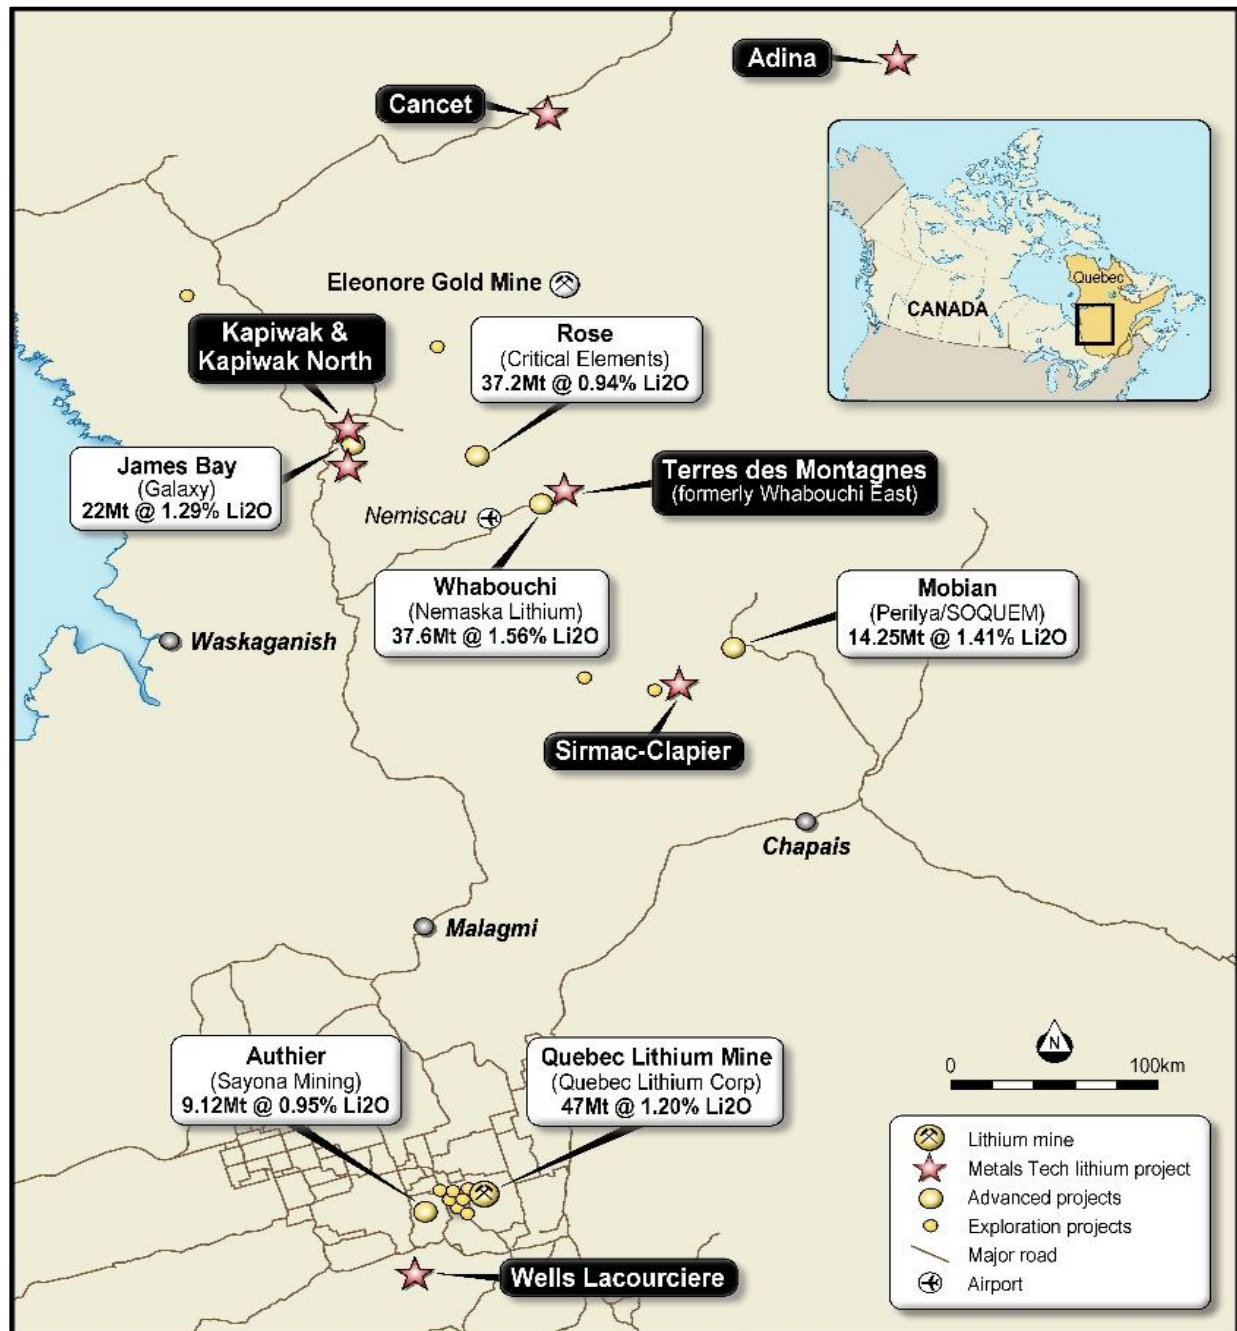 Adina
Cancet
Quebec
CANADA
Eleonore Gold Mine
Kapiwak &
Kapiwak North
Rose
(Critical Elements)
37.2Mt @ 0.94% Li2O
James Bay
(Galaxy)
22Mt @ 1.29% Li2O
Terres des Montagnes
(formerly Whabouchi East)
Nemiscau
Whabouchi
(Nemaska Lithium)
37.6Mt @ 1.56% Li2O
Mobian
(Perilya/SOQUEM)
14.25Mt @ 1.41% Li2O
Waskaganish
Sirmac-Clapier
Chapais
Malagmi
Authier
(Sayona Mining)
9.12Mt @ 0.95% Li2O
Quebec Lithium Mine
(Quebec Lithium Corp)
47Mt @ 1.20% Li2O
N
0 100km
Lithium mine
Metals Tech lithium project
Advanced projects
Exploration projects
Major road
Airport
Wells Lacourciere